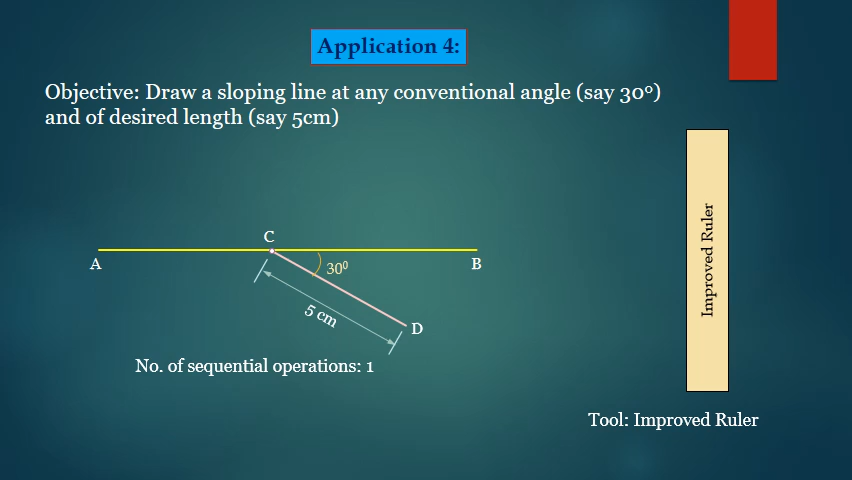 Application 4:
Objective: Draw a sloping line at any conventional angle (say 30⁰)
and of desired length (say 5cm)
C
A
B
30⁰
5 cm
D
No. of sequential operations: 1
Improved Ruler
Tool: Improved Ruler